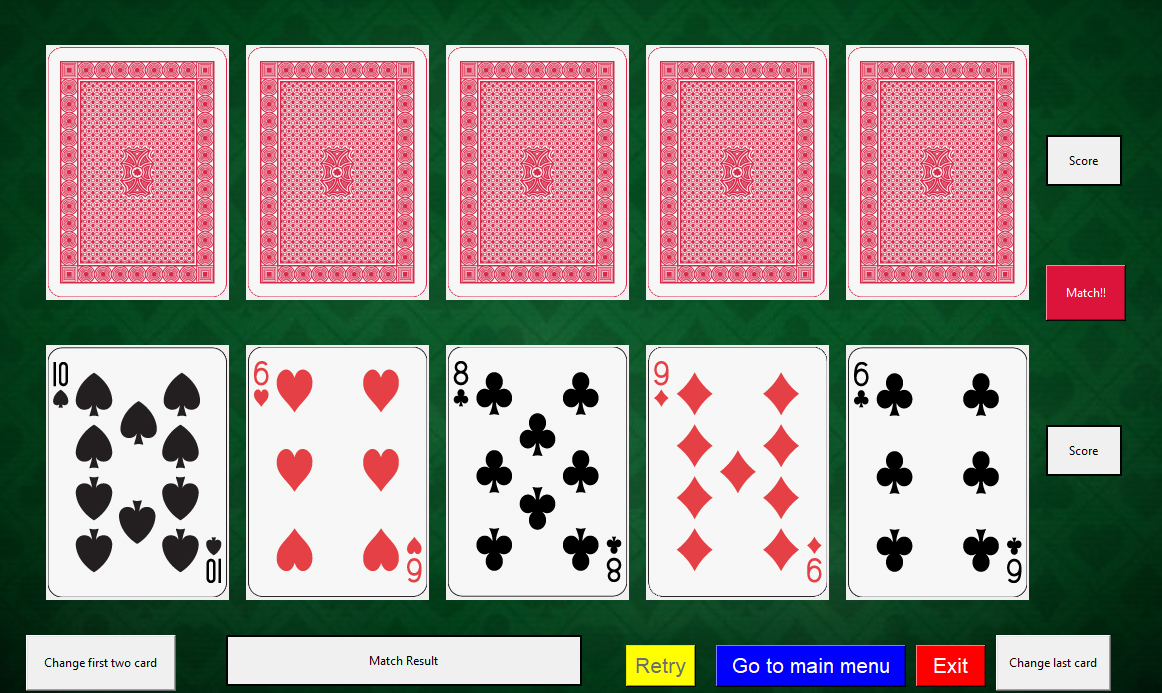 Score
Match!!
10
6
8
9
6
10
6
8
9
6
Score
Change first two card
Match Result
Retry
Go to main menu
Exit
Change last card